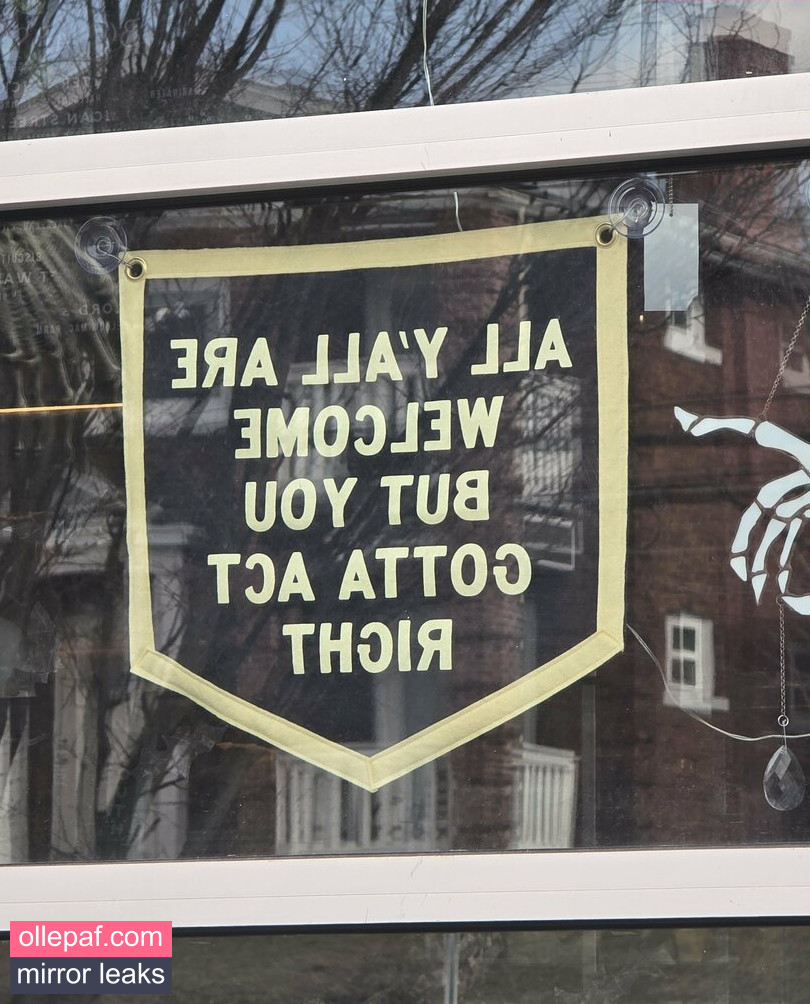 ALL Y'ALL ARE
WELCOME
BUT YOU
GOTTA ACT
RIGHT
ollepaf.com
mirror leaks